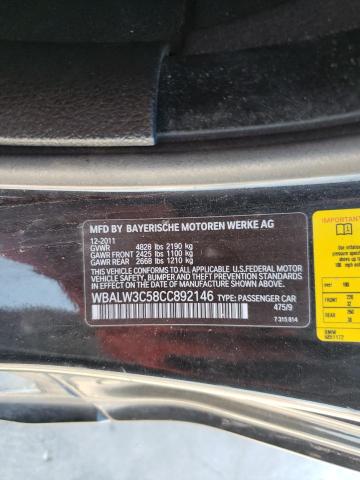 MFD BY BAYERISCHE MOTOREN WERKE AG
12-2011
GVWR 4828 lbs 2190 kg
GAWR FRONT 2425 lbs 1100 kg
GAWR REAR 2668 lbs 1210 kg
THIS VEHICLE CONFORMS TO ALL APPLICABLE U.S.FEDERAL MOTOR
VEHICLE SAFETY, BUMPER AND THEFT PREVENTION STANDARDS
IN EFFECT ON THE DATE OF MANUFACTURE SHOWN ABOVE.
WBALW3C58CC892146 TYPE: PASSENGER CAR
475/9
7 315 814
IMPORTANT
FRONT
REAR
BMW